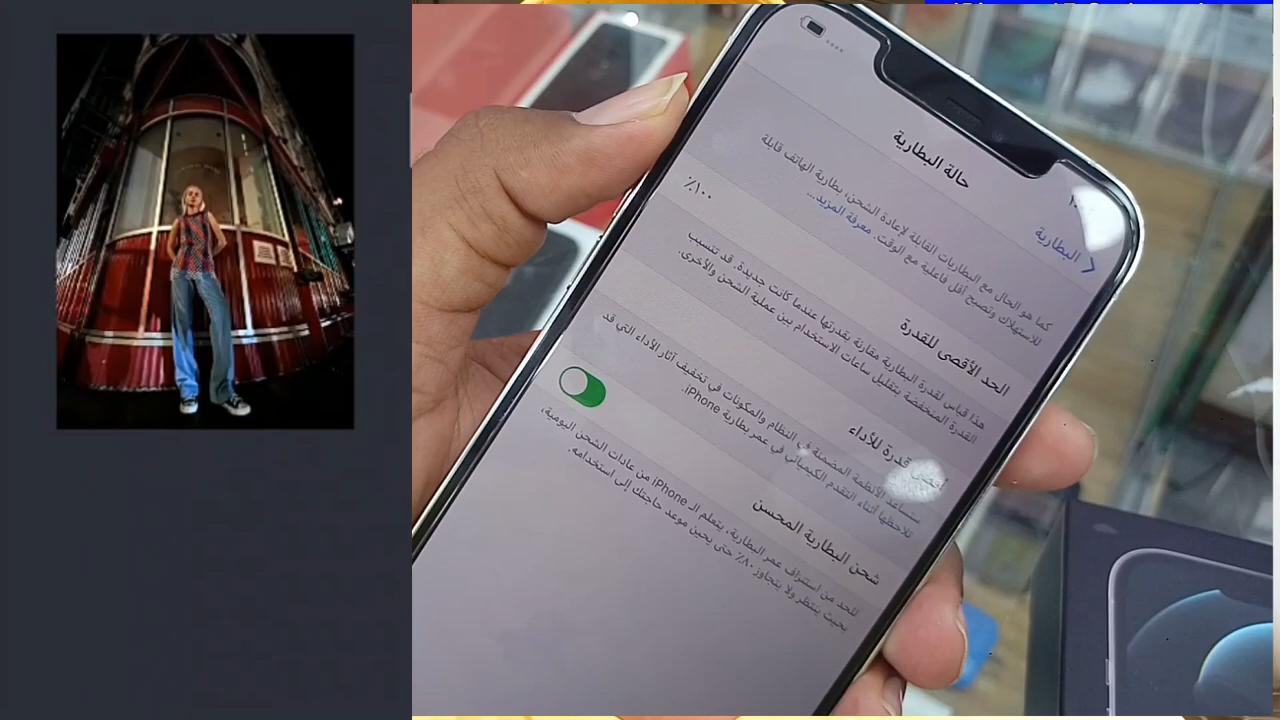 البطارية
حالة البطارية
كما هو الحال مع البطاريات القابلة لإعادة الشحن، بطارية الهاتف قابلة
للاستهلاك وتصبح أقل فاعلية مع الوقت. معرفة المزيد...
الحد الأقصى للقدرة
٪١٠٠
هذا قياس لقدرة البطارية مقارنة بقدرتها عندما كانت جديدة. قد تتسبب
القدرة المنخفضة بتقليل ساعات الاستخدام بين عملية الشحن والأخرى.
أقصى قدرة للأداء
ستساعد الأنظمة المضمنة في النظام والمكونات في تخفيف آثار الأداء التي قد
تلاحظها أثناء التقدم الكيميائي في عمر بطارية iPhone.
شحن البطارية المحسن
للحد من استنزاف عمر البطارية، يتعلم الـ iPhone من عادات الشحن اليومية،
بحيث ينتظر ولا يتجاوز ٨٠٪ حتى يحين موعد حاجتك إلى استخدامه.